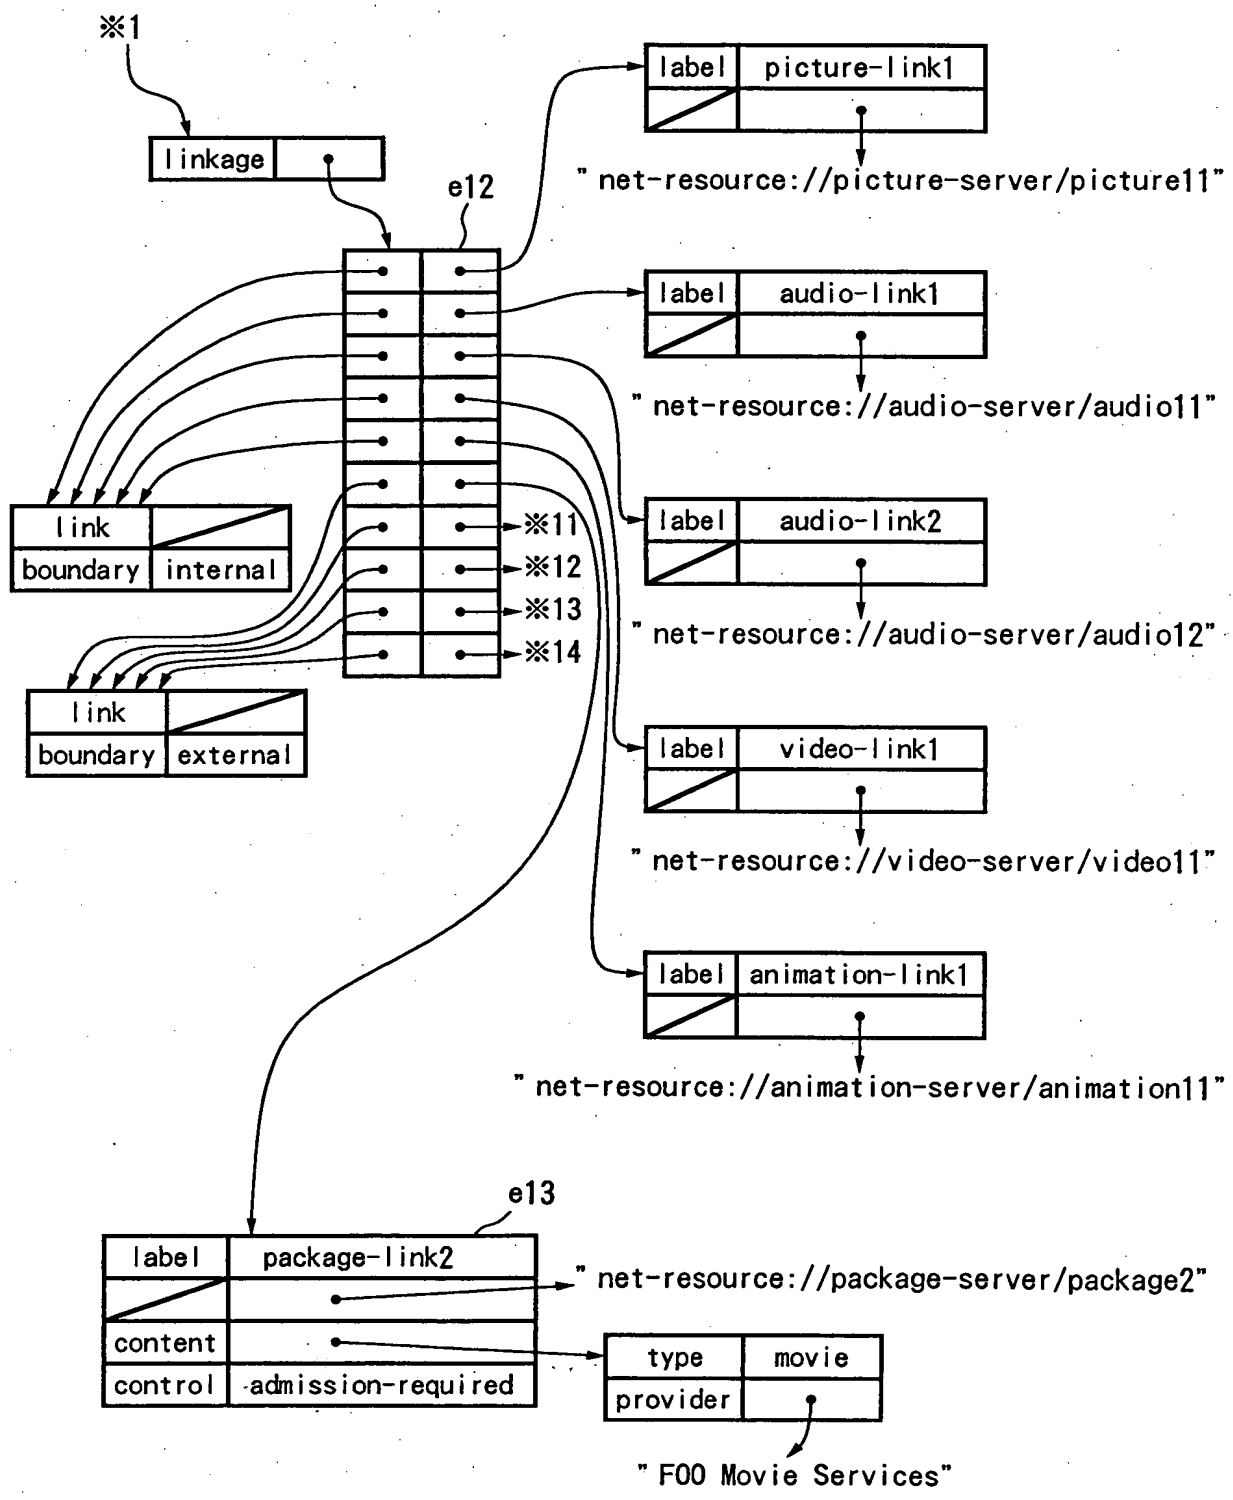 ※1
label picture-link1
" net-resource://picture-server/picture11"
linkage
e12
label audio-link1
" net-resource://audio-server/audio11"
label audio-link2
" net-resource://audio-server/audio12"
link
boundary internal
※11
※12
※13
※14
link
boundary external
label video-link1
" net-resource://video-server/video11"
label animation-link1
" net-resource://animation-server/animation11"
e13
label package-link2
" net-resource://package-server/package2"
content
control admission-required
type movie
provider
" FOO Movie Services"